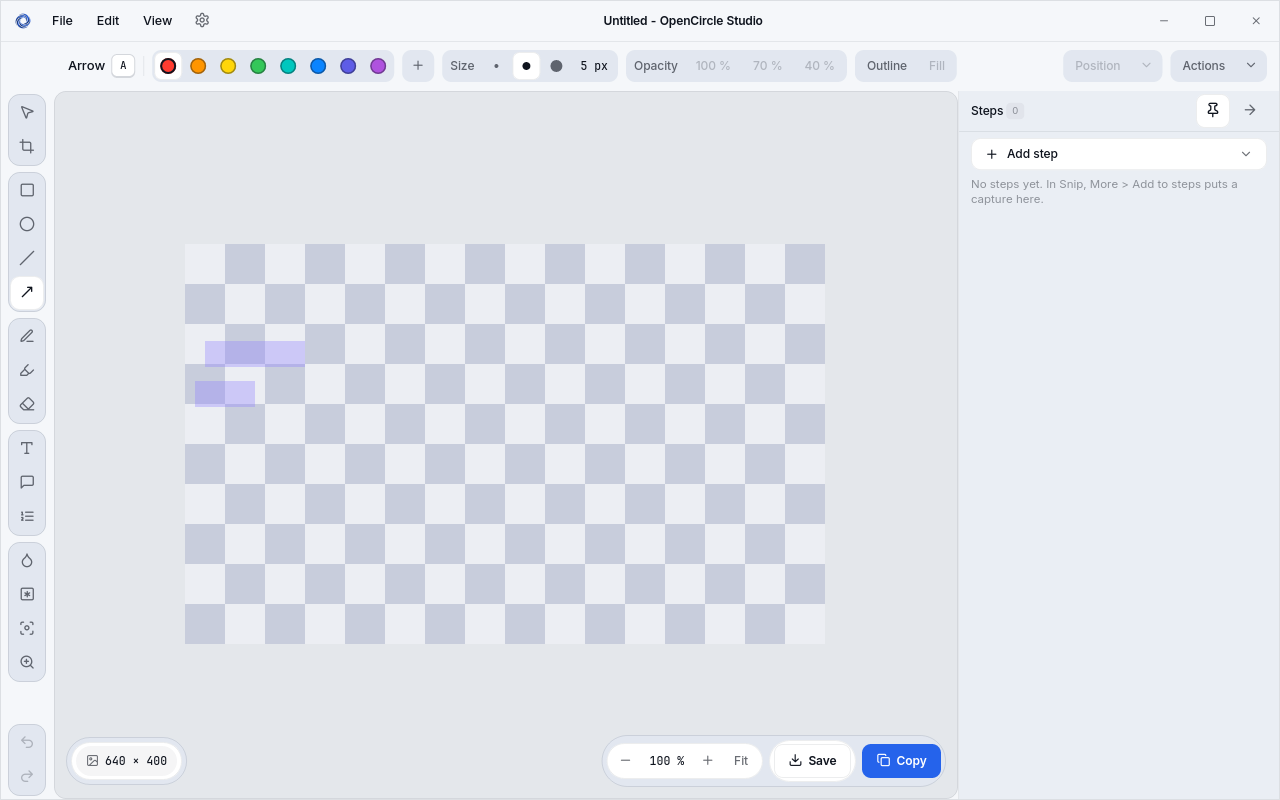 File Edit View Untitled - OpenCircle Studio
Arrow A Size 5 px Opacity 100 % 70 % 40 % Outline Fill Position Actions
Steps 0
Add step
No steps yet. In Snip, More > Add to steps puts a
capture here.
640 × 400 100 % Fit Save Copy